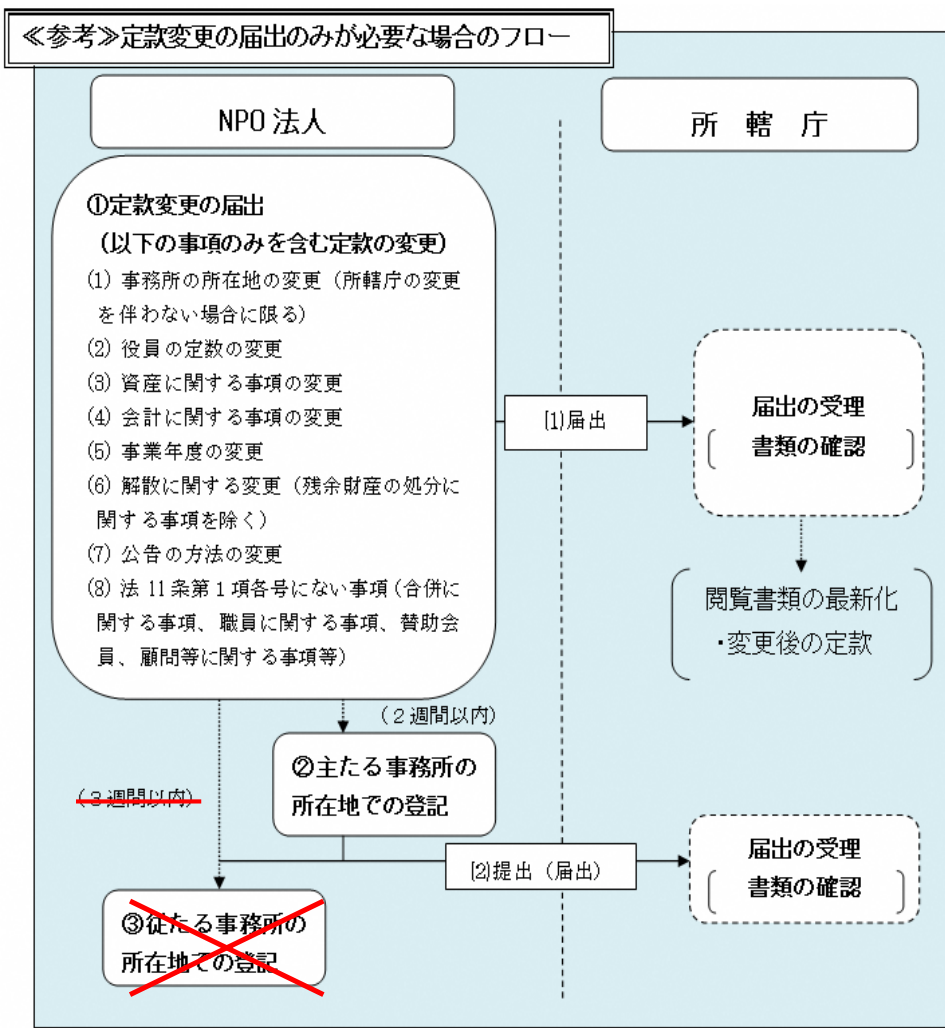 ≪参考≫定款変更の届出のみが必要な場合のフロー
NPO法人
所　轄　庁
①定款変更の届出
（以下の事項のみを含む定款の変更）
(1) 事務所の所在地の変更（所轄庁の変更
を伴わない場合に限る）
(2) 役員の定数の変更
(3) 資産に関する事項の変更
(4) 会計に関する事項の変更
(5) 事業年度の変更
(6) 解散に関する変更（残余財産の処分に
関する事項を除く）
(7) 公告の方法の変更
(8) 法 11 条第１項各号にない事項（合併に
関する事項、職員に関する事項、賛助会
員、顧問等に関する事項等）
(1)届出
届出の受理
書類の確認
閲覧書類の最新化
・変更後の定款
（２週間以内）
②主たる事務所の
所在地での登記
（３週間以内）
(2)提出（届出）
届出の受理
書類の確認
③従たる事務所の
所在地での登記